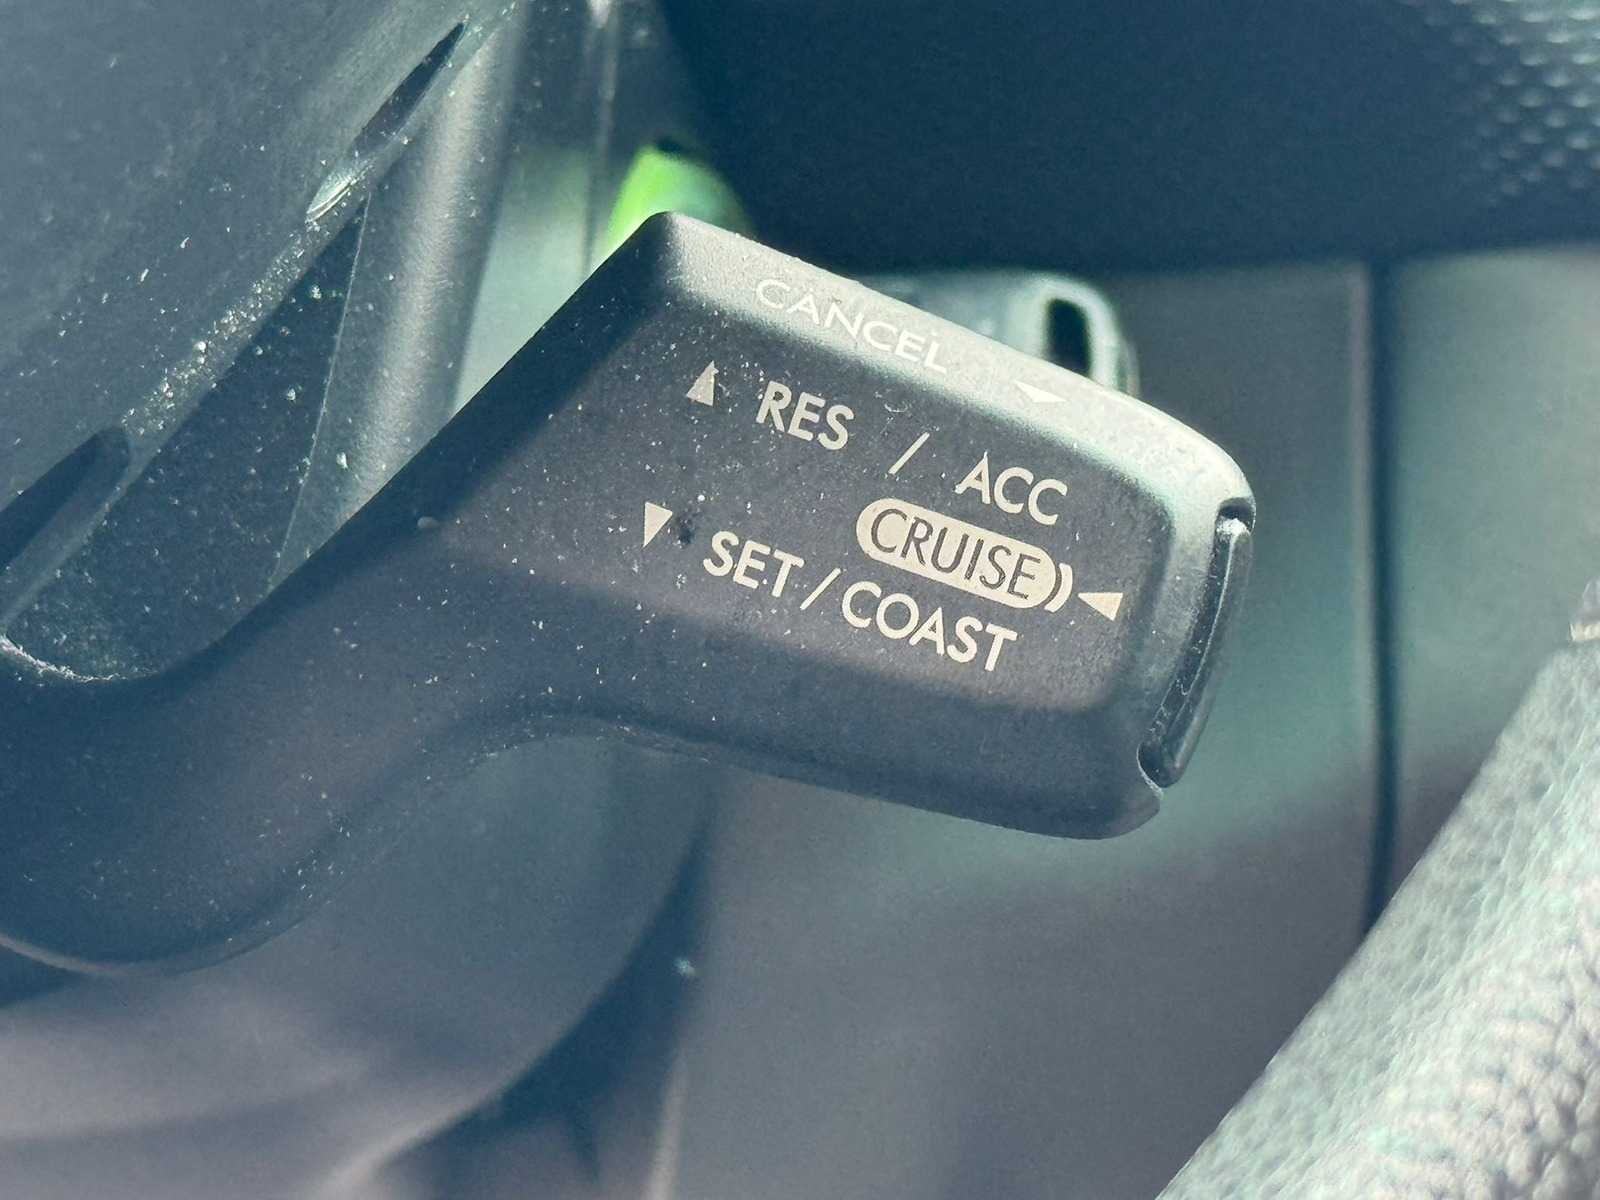 CANCEL
RES / ACC
CRUISE
SET / COAST